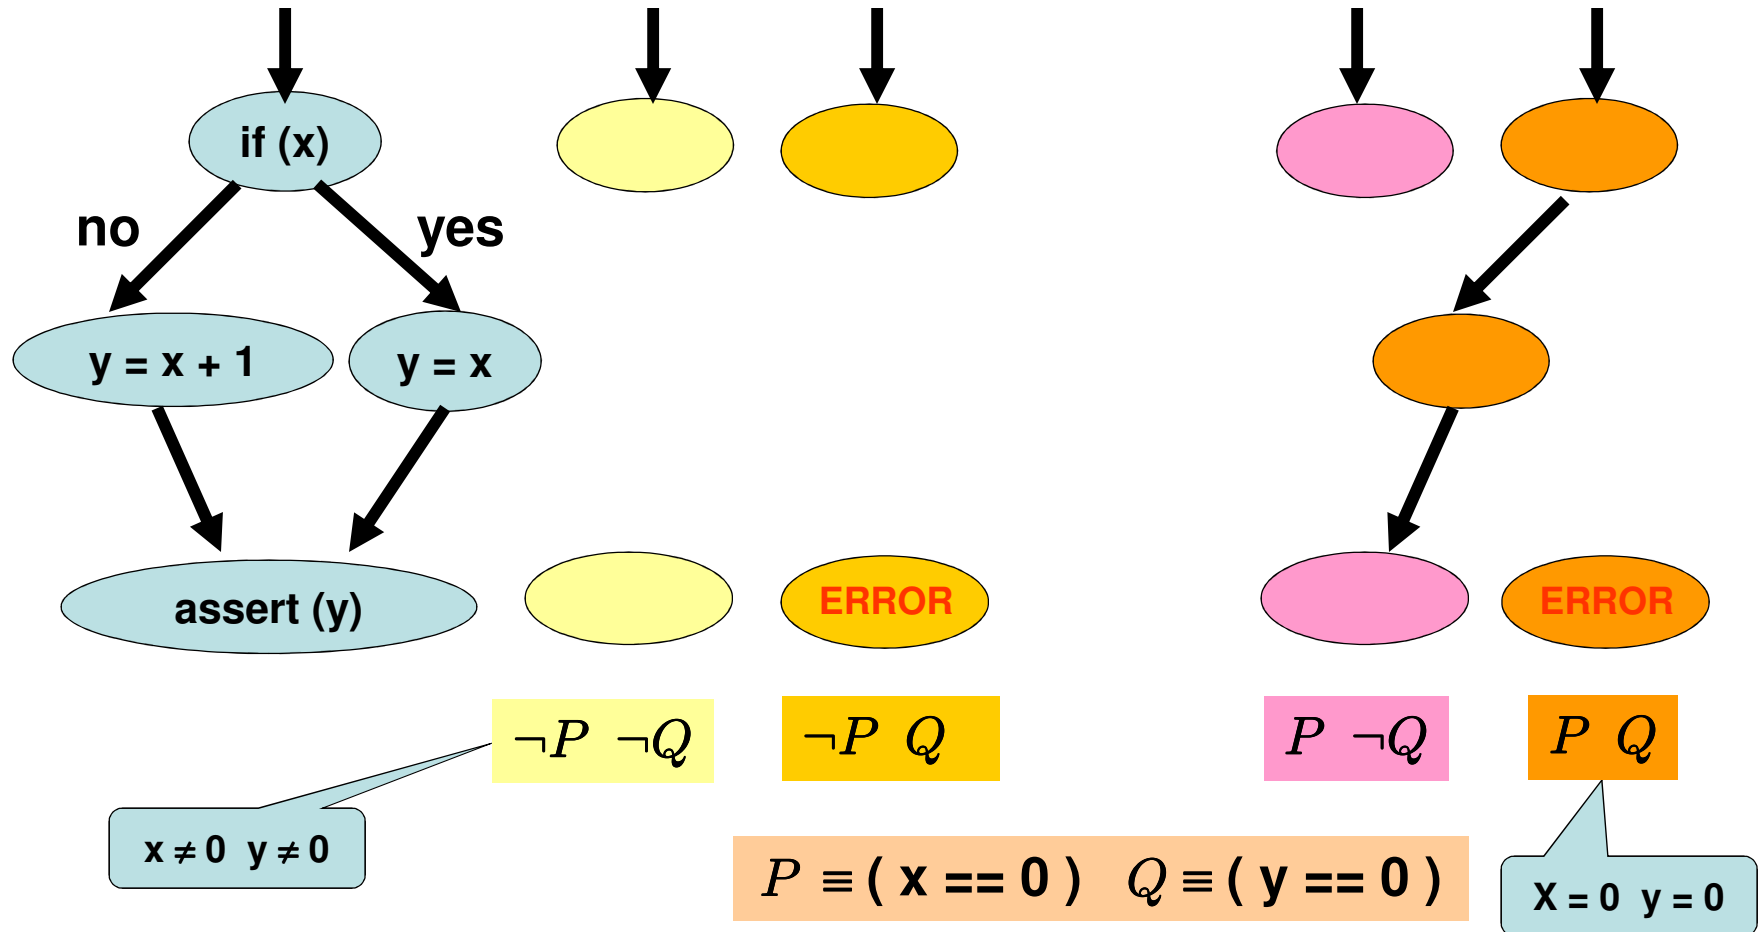 if (x)
no
yes
y = x + 1
y = x
assert (y)
ERROR
ERROR
¬P ¬Q
¬P Q
P ¬Q
P Q
x ≠ 0 y ≠ 0
P ≡ ( x == 0 ) Q ≡ ( y == 0 )
X = 0 y = 0